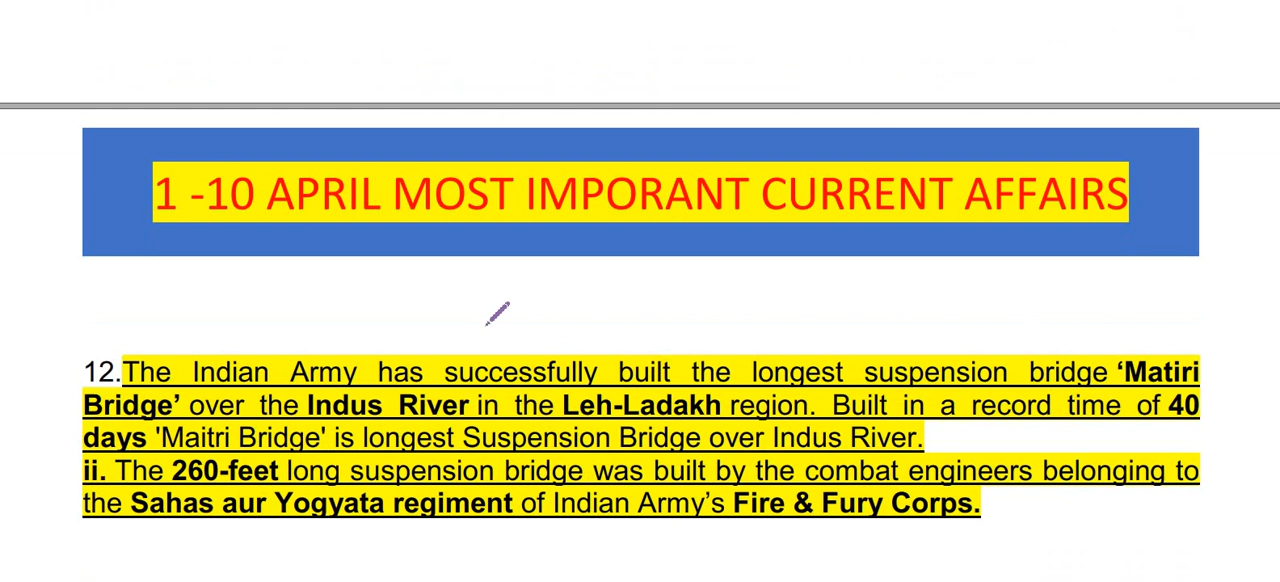 1 -10 APRIL MOST IMPORANT CURRENT AFFAIRS
12.The Indian Army has successfully built the longest suspension bridge ‘Matiri
Bridge’ over the Indus River in the Leh-Ladakh region. Built in a record time of 40
days 'Maitri Bridge' is longest Suspension Bridge over Indus River.
ii. The 260-feet long suspension bridge was built by the combat engineers belonging to
the Sahas aur Yogyata regiment of Indian Army’s Fire & Fury Corps.